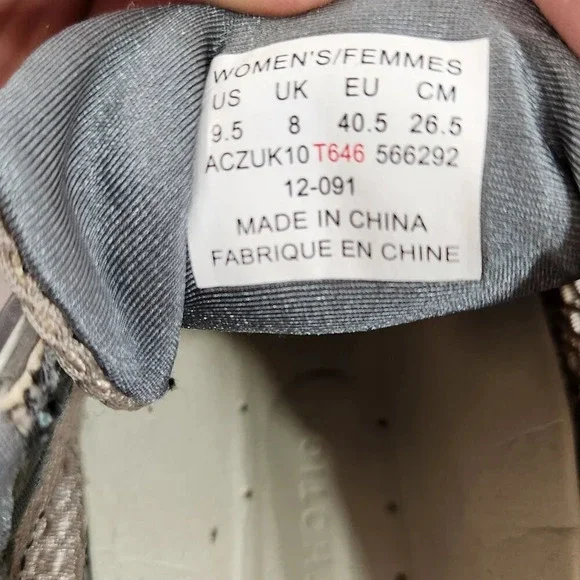 WOMEN'S/FEMMES
US UK EU CM
9.5 8 40.5 26.5
ACZUK10 T646 566292
12-091
MADE IN CHINA
FABRIQUE EN CHINE